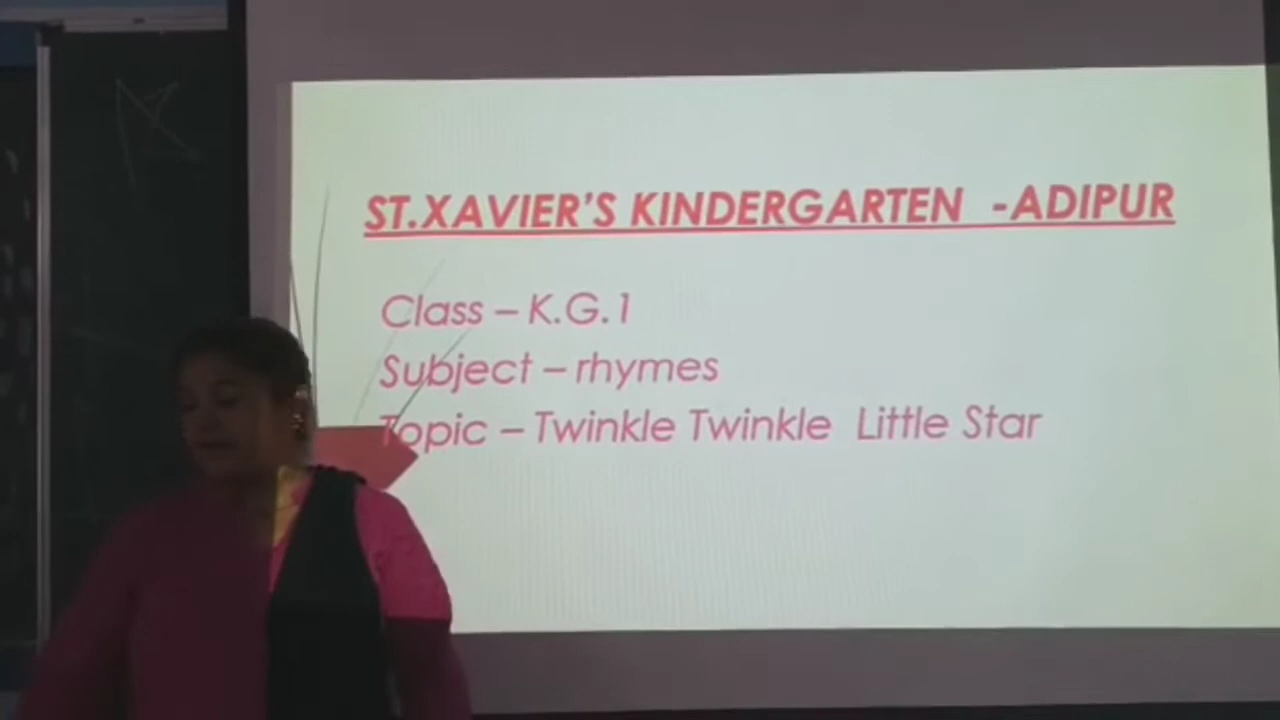 ST.XAVIER'S KINDERGARTEN -ADIPUR
Class – K.G.1
Subject – rhymes
Topic – Twinkle Twinkle Little Star